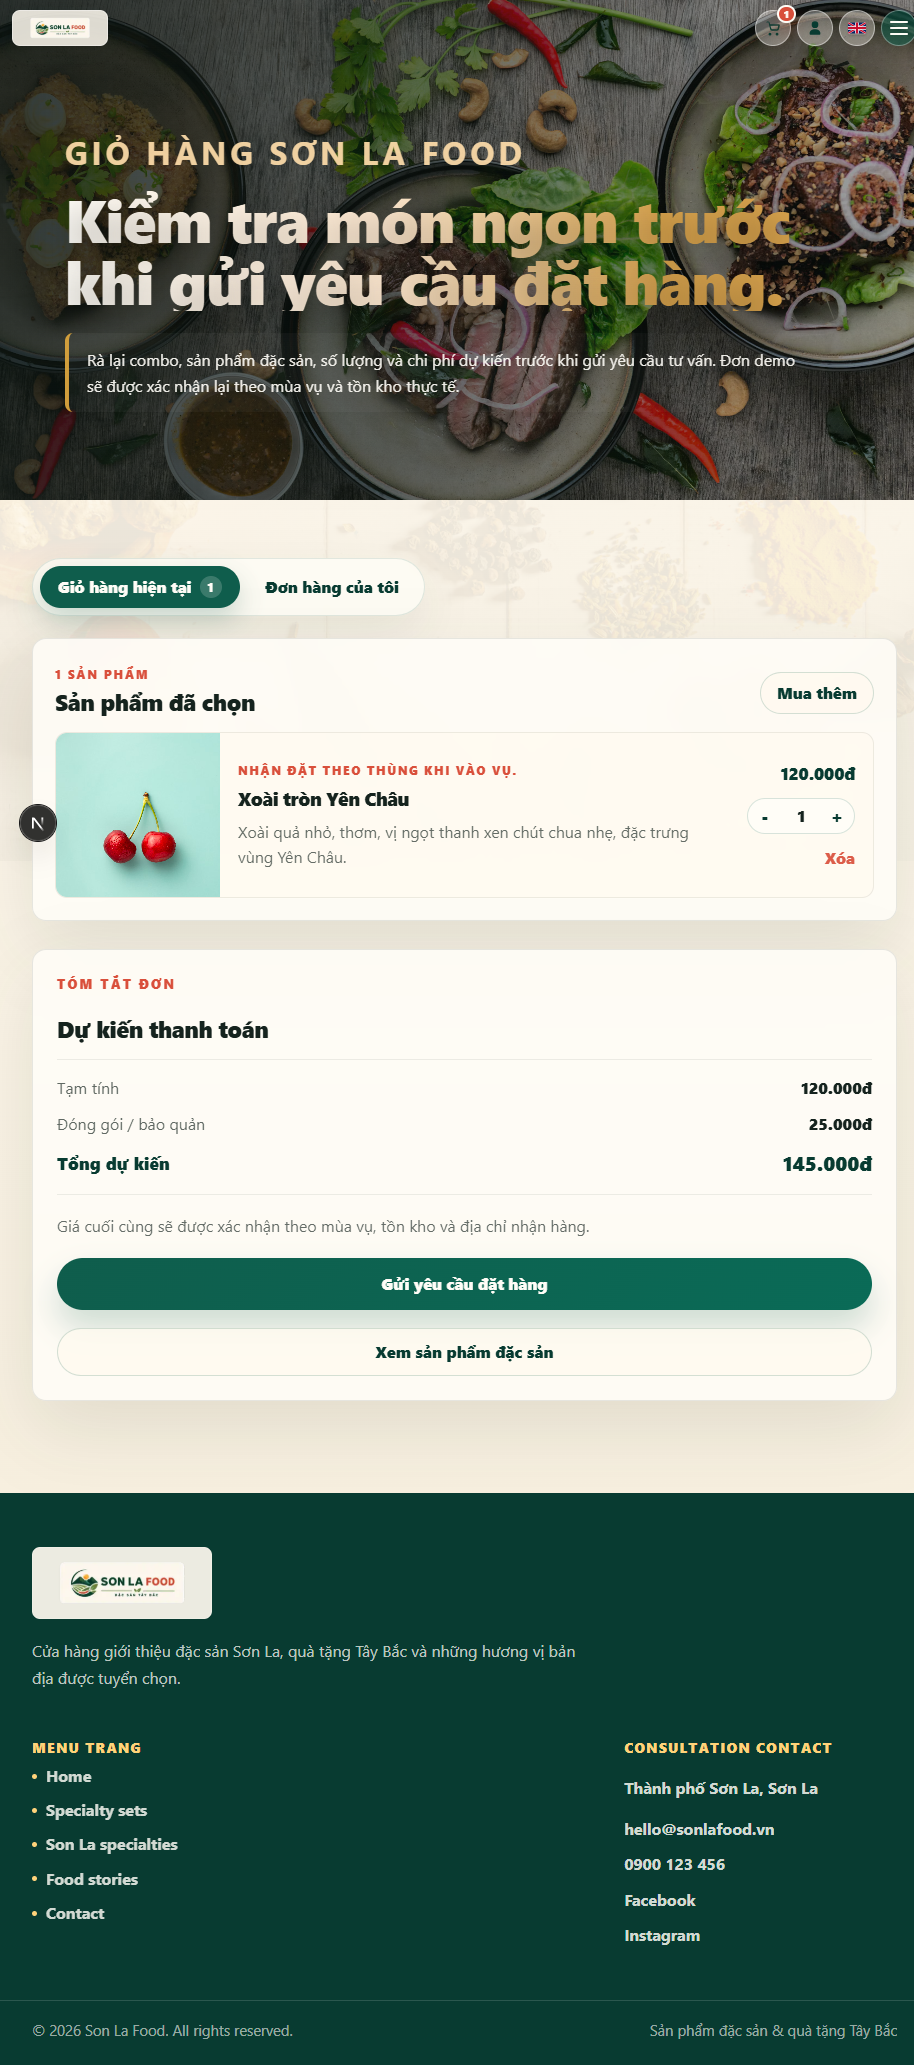 SON LA FOOD
1
GIỎ HÀNG SƠN LA FOOD
Kiểm tra món ngon trước
khi gửi yêu cầu đặt hàng.
Rà lại combo, sản phẩm đặc sản, số lượng và chi phí dự kiến trước khi gửi yêu cầu tư vấn. Đơn demo
sẽ được xác nhận lại theo mùa vụ và tồn kho thực tế.
Giỏ hàng hiện tại 1
Đơn hàng của tôi
1 SẢN PHẨM
Sản phẩm đã chọn
Mua thêm
NHẬN ĐẶT THEO THÙNG KHI VÀO VỤ.
Xoài tròn Yên Châu
Xoài quả nhỏ, thơm, vị ngọt thanh xen chút chua nhẹ, đặc trưng
vùng Yên Châu.
120.000đ
- 1 +
Xóa
N
TÓM TẮT ĐƠN
Dự kiến thanh toán
Tạm tính 120.000đ
Đóng gói / bảo quản 25.000đ
Tổng dự kiến 145.000đ
Giá cuối cùng sẽ được xác nhận theo mùa vụ, tồn kho và địa chỉ nhận hàng.
Gửi yêu cầu đặt hàng
Xem sản phẩm đặc sản
SON LA FOOD
ĐẶC SẢN TÂY BẮC
Cửa hàng giới thiệu đặc sản Sơn La, quà tặng Tây Bắc và những hương vị bản
địa được tuyển chọn.
MENU TRANG
• Home
• Specialty sets
• Son La specialties
• Food stories
• Contact
CONSULTATION CONTACT
Thành phố Sơn La, Sơn La
hello@sonlafood.vn
0900 123 456
Facebook
Instagram
© 2026 Son La Food. All rights reserved.
Sản phẩm đặc sản & quà tặng Tây Bắc